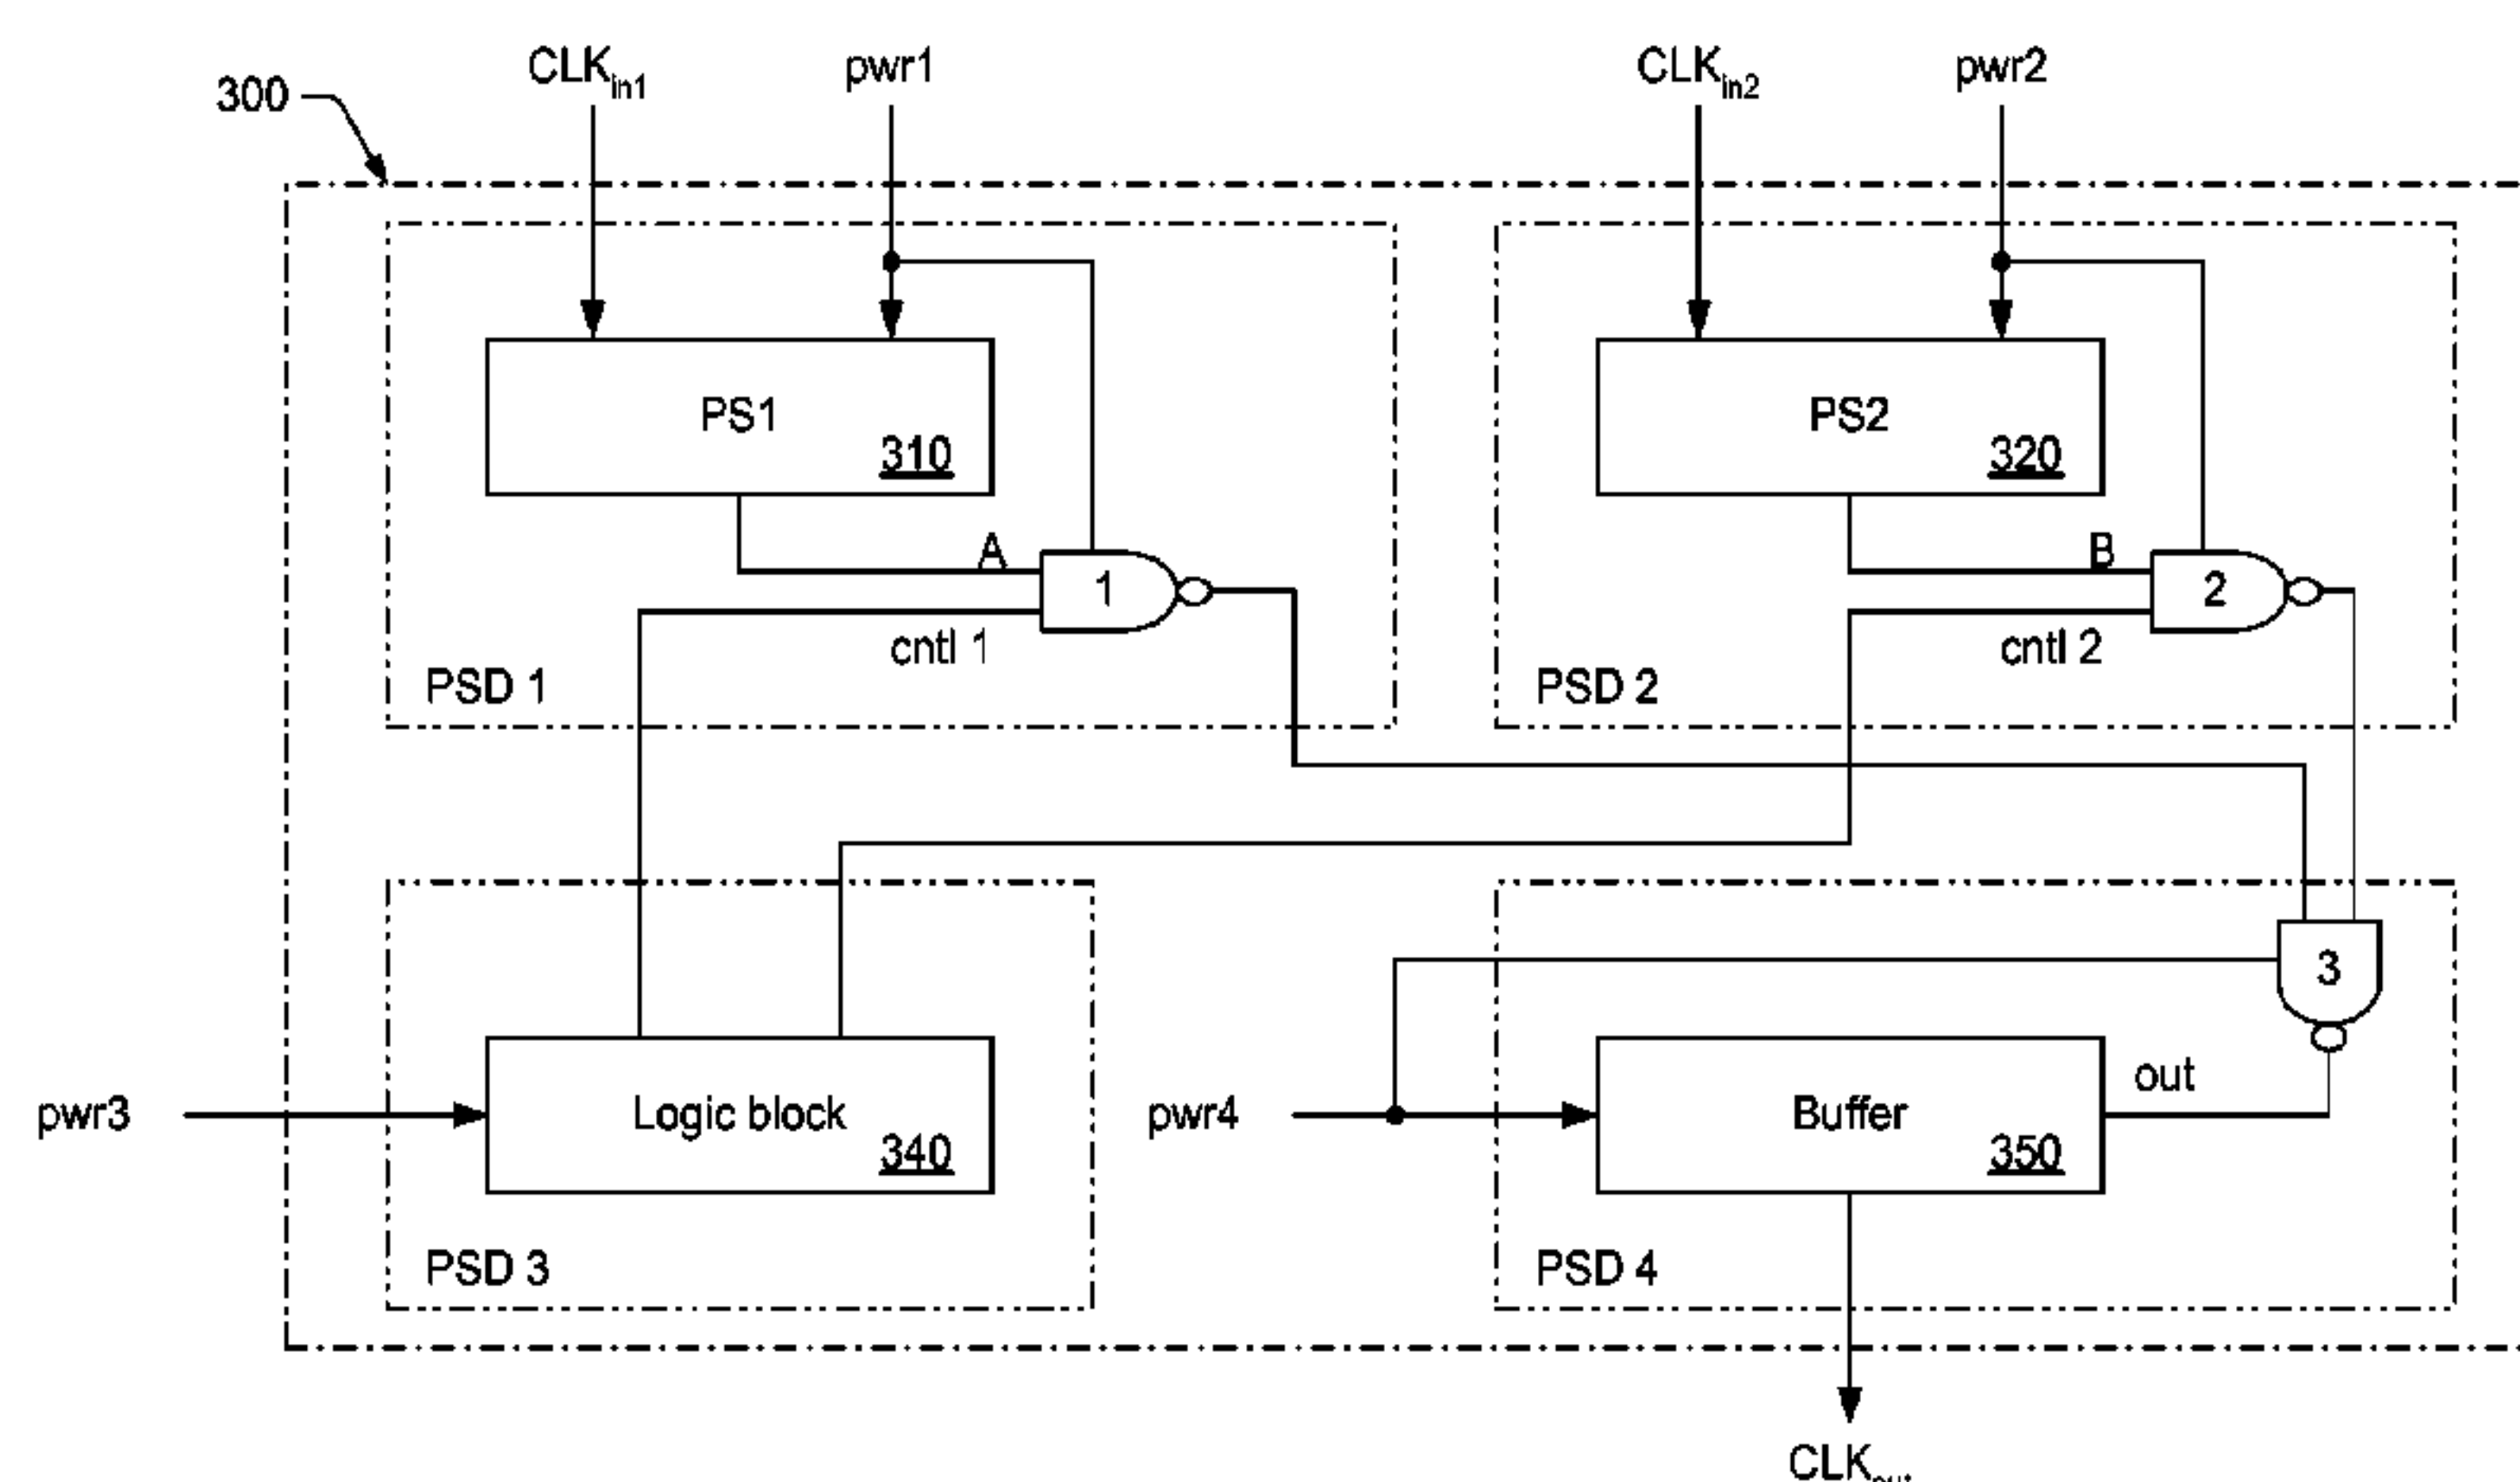 300
CLKin1
pwr1
CLKin2
pwr2
PS1
310
PS2
320
A
1
cntl 1
PSD 1
B
2
cntl 2
PSD 2
3
pwr3
Logic block
340
PSD 3
pwr4
Buffer
350
out
PSD 4
CLKout